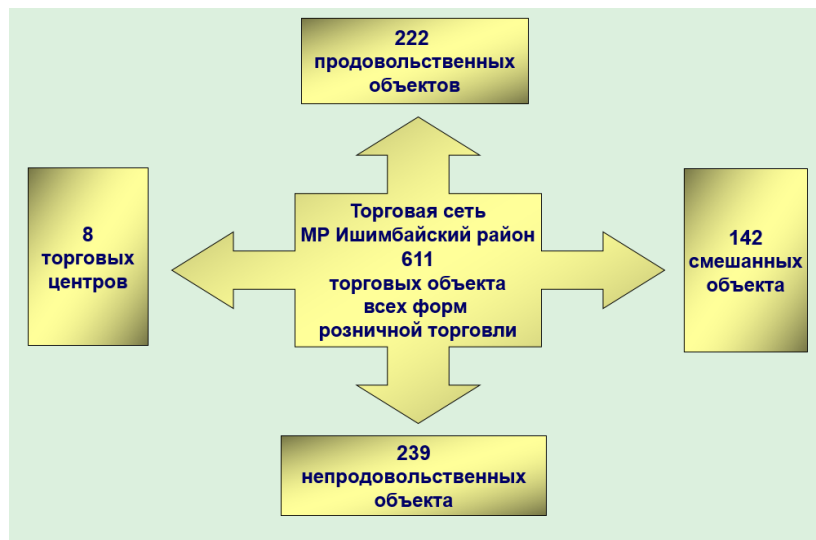 222
продовольственных
объектов
8
торговых
центров
Торговая сеть
МР Ишимбайский район
611
торговых объекта
всех форм
розничной торговли
142
смешанных
объекта
239
непродовольственных
объекта